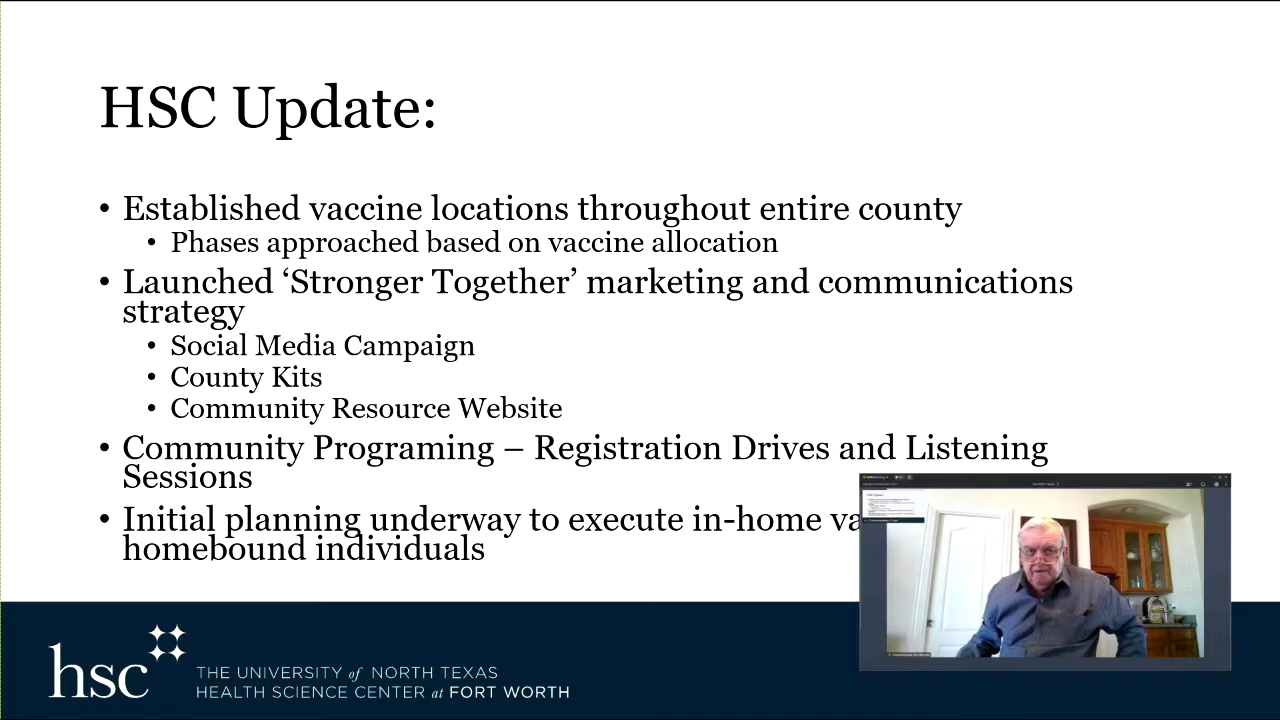 HSC Update:
• Established vaccine locations throughout entire county
• Phases approached based on vaccine allocation
• Launched ‘Stronger Together’ marketing and communications
strategy
• Social Media Campaign
• County Kits
• Community Resource Website
• Community Programing – Registration Drives and Listening
Sessions
• Initial planning underway to execute in-home va
homebound individuals
hsc
THE UNIVERSITY of NORTH TEXAS
HEALTH SCIENCE CENTER at FORT WORTH